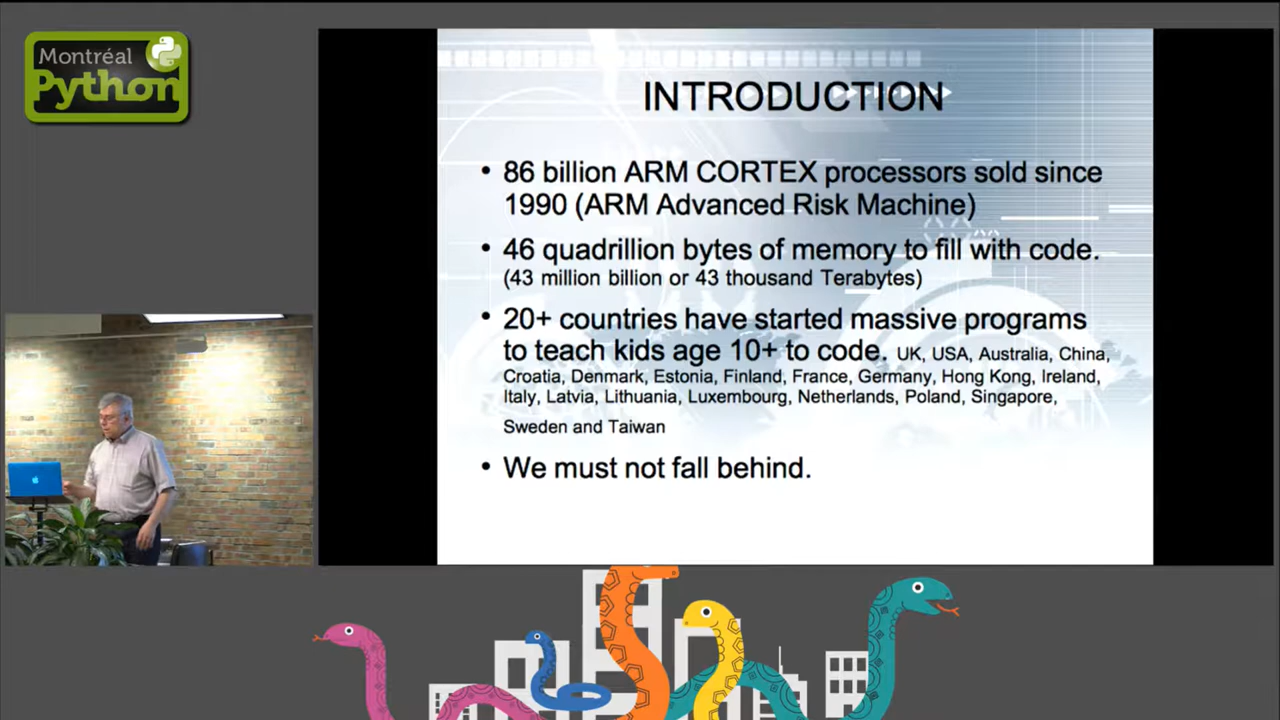 Montréal
Python
INTRODUCTION
• 86 billion ARM CORTEX processors sold since
1990 (ARM Advanced Risk Machine)
• 46 quadrillion bytes of memory to fill with code.
(43 million billion or 43 thousand Terabytes)
• 20+ countries have started massive programs
to teach kids age 10+ to code. UK, USA, Australia, China,
Croatia, Denmark, Estonia, Finland, France, Germany, Hong Kong, Ireland,
Italy, Latvia, Lithuania, Luxembourg, Netherlands, Poland, Singapore,
Sweden and Taiwan
• We must not fall behind.